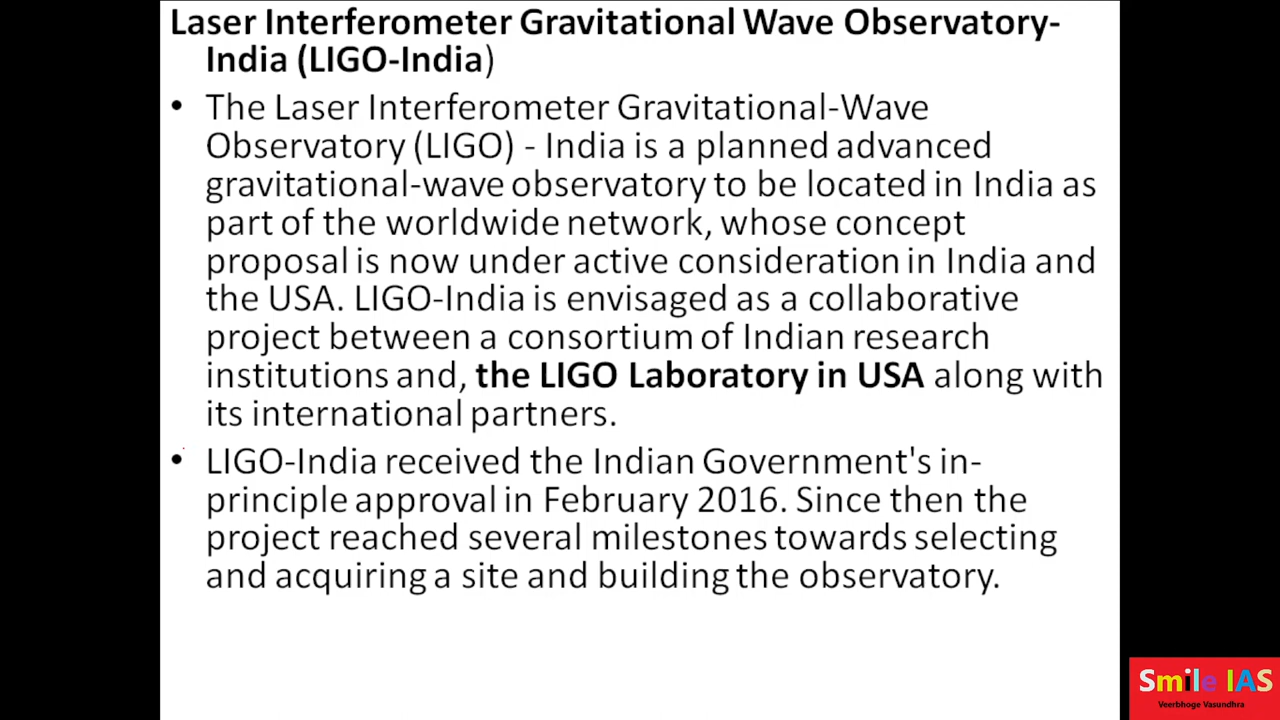 Laser Interferometer Gravitational Wave Observatory-
India (LIGO-India)
• The Laser Interferometer Gravitational-Wave
Observatory (LIGO) - India is a planned advanced
gravitational-wave observatory to be located in India as
part of the worldwide network, whose concept
proposal is now under active consideration in India and
the USA. LIGO-India is envisaged as a collaborative
project between a consortium of Indian research
institutions and, the LIGO Laboratory in USA along with
its international partners.
• LIGO-India received the Indian Government's in-
principle approval in February 2016. Since then the
project reached several milestones towards selecting
and acquiring a site and building the observatory.
Smile IAS
Veerbhoge Vasundhra